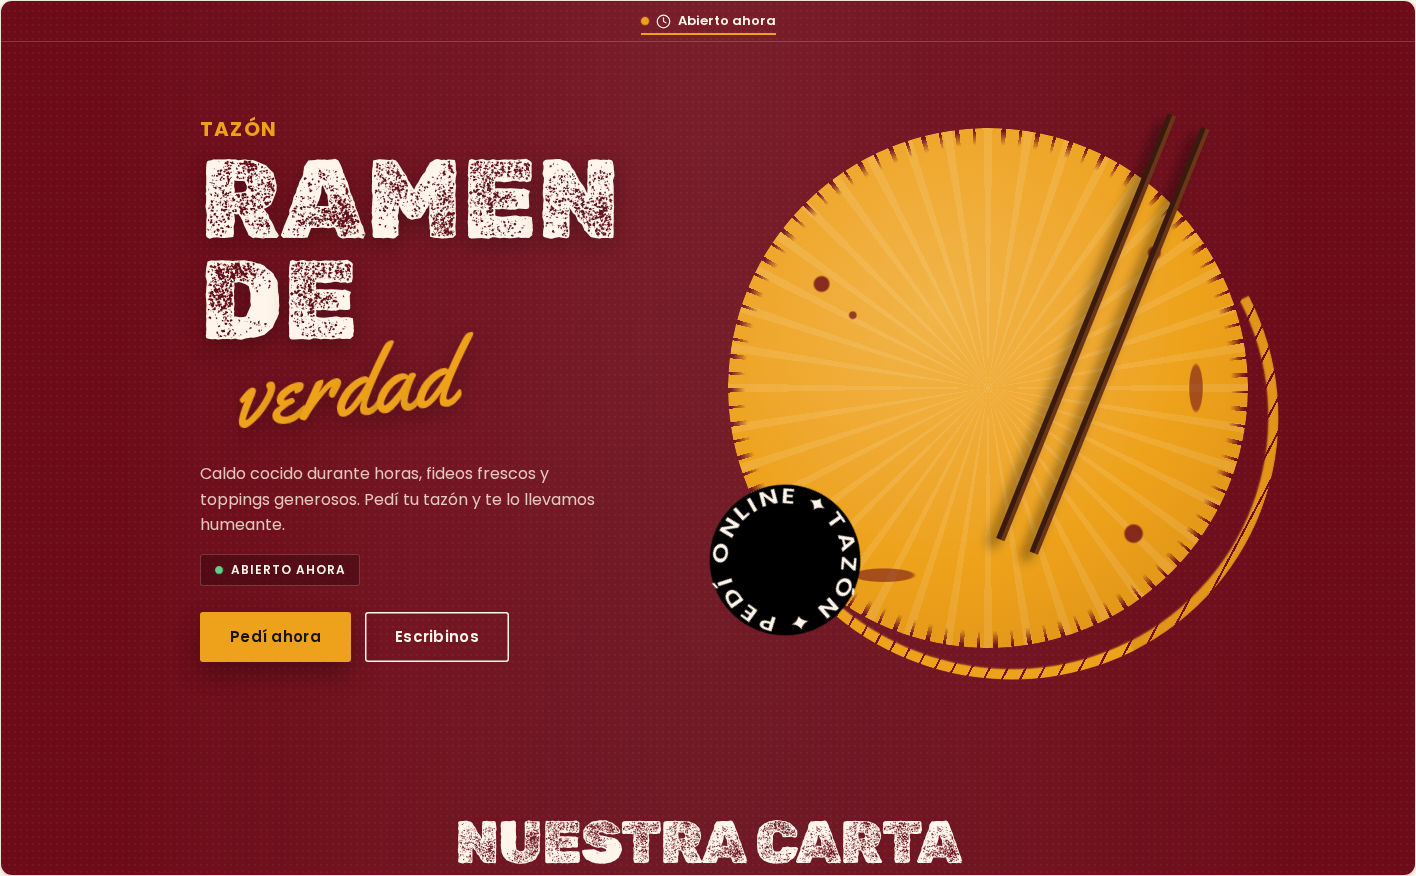 Abierto ahora
TAZÓN
RAMEN
DE
verdad
Caldo cocido durante horas, fideos frescos y
toppings generosos. Pedí tu tazón y te lo llevamos
humeante.
ABIERTO AHORA
Pedí ahora
Escribinos
PEDÍ ONLINE ✦ TAZÓN ✦
NUESTRA CARTA